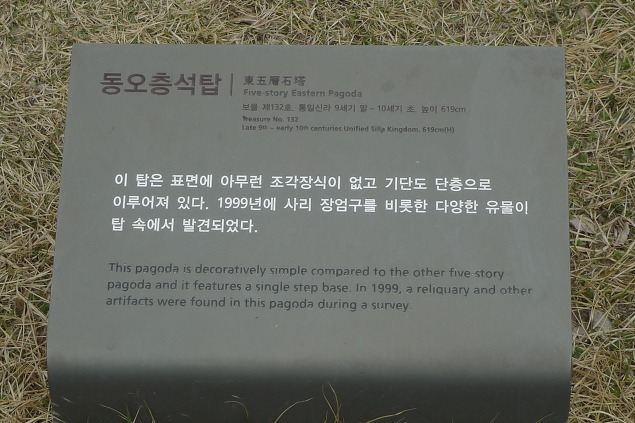 동오층석탑 | 東五層石塔
Five-story Eastern Pagoda
보물 제132호, 통일신라 9세기 말 - 10세기 초, 높이 619cm
Treasure No. 132
Late 9th - early 10th centuries Unified Silla Kingdom, 619cm(H)
이 탑은 표면에 아무런 조각장식이 없고 기단도 단층으로
이루어져 있다. 1999년에 사리 장엄구를 비롯한 다양한 유물이
탑 속에서 발견되었다.
This pagoda is decoratively simple compared to the other five-story
pagoda and it features a single step base. In 1999, a reliquary and other
artifacts were found in this pagoda during a survey.